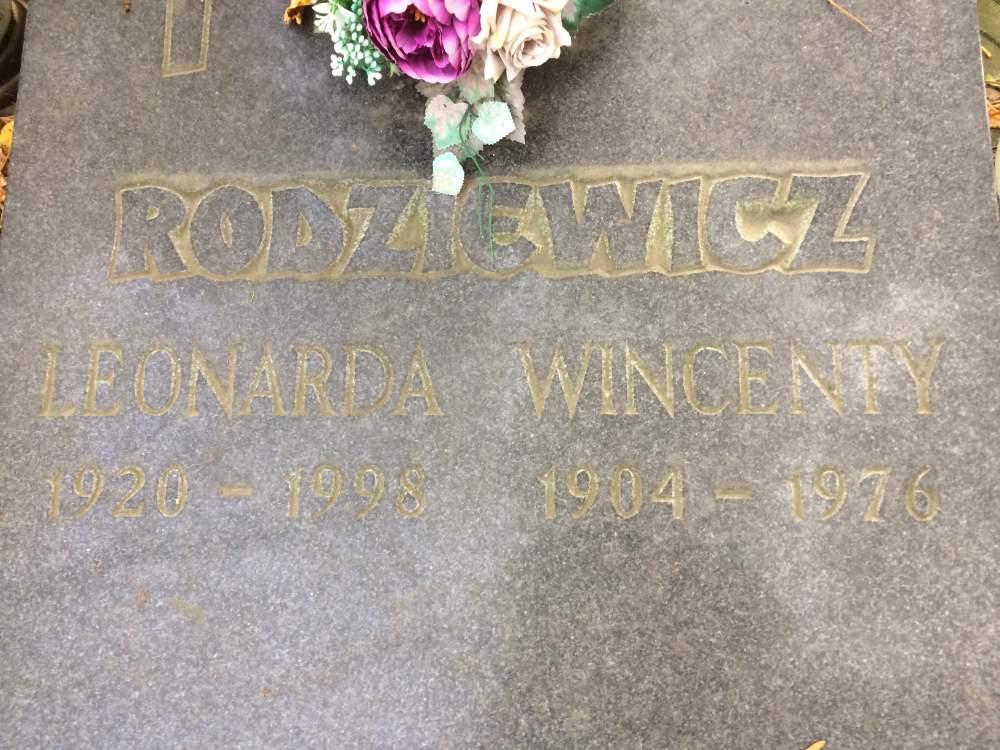 RODZIEWICZ
LEONARDA WINCENTY
1920 - 1998 1904 - 1976